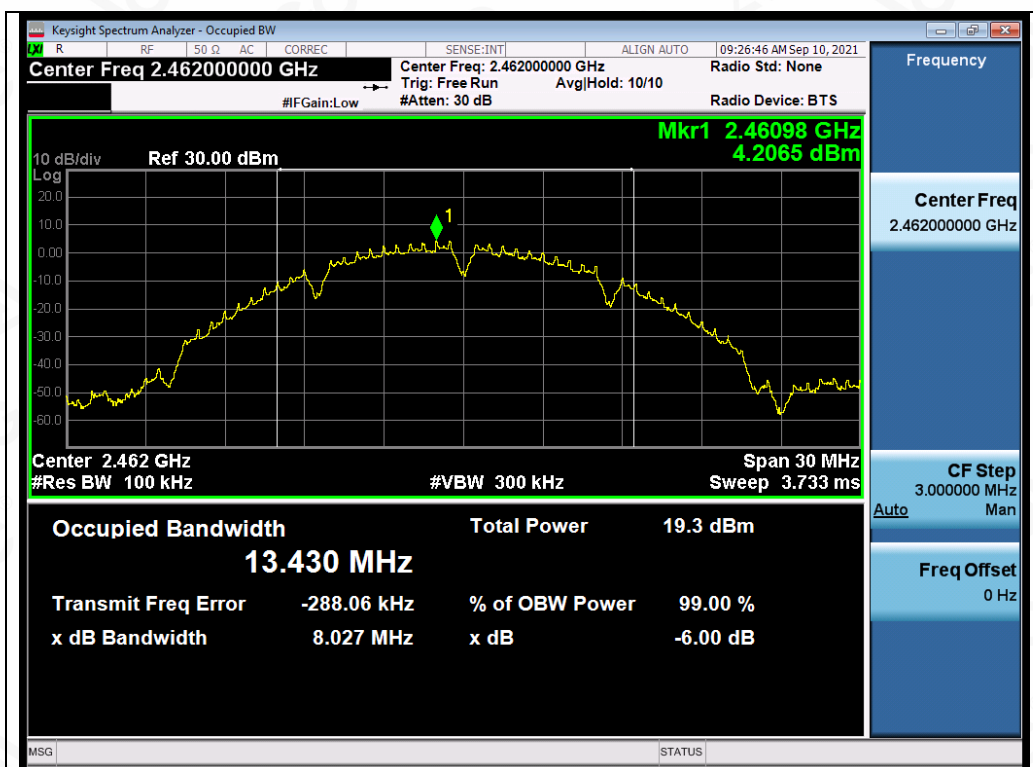 Keysight Spectrum Analyzer - Occupied BW
LXI R RF 50 Ω AC CORREC SENSE:INT ALIGN AUTO 09:26:46 AM Sep 10, 2021
Center Freq 2.462000000 GHz Center Freq: 2.462000000 GHz Radio Std: None
Trig: Free Run Avg|Hold: 10/10
#IFGain:Low #Atten: 30 dB Radio Device: BTS
Frequency
Mkr1 2.46098 GHz
4.2065 dBm
10 dB/div Ref 30.00 dBm
Log
20.0
10.0
0.00
-10.0
-20.0
-30.0
-40.0
-50.0
-60.0
1
Center 2.462 GHz Span 30 MHz
#Res BW 100 kHz #VBW 300 kHz Sweep 3.733 ms
Center Freq
2.462000000 GHz
CF Step
3.000000 MHz
Auto Man
Freq Offset
0 Hz
Occupied Bandwidth Total Power 19.3 dBm
13.430 MHz
Transmit Freq Error -288.06 kHz % of OBW Power 99.00 %
x dB Bandwidth 8.027 MHz x dB -6.00 dB
MSG STATUS